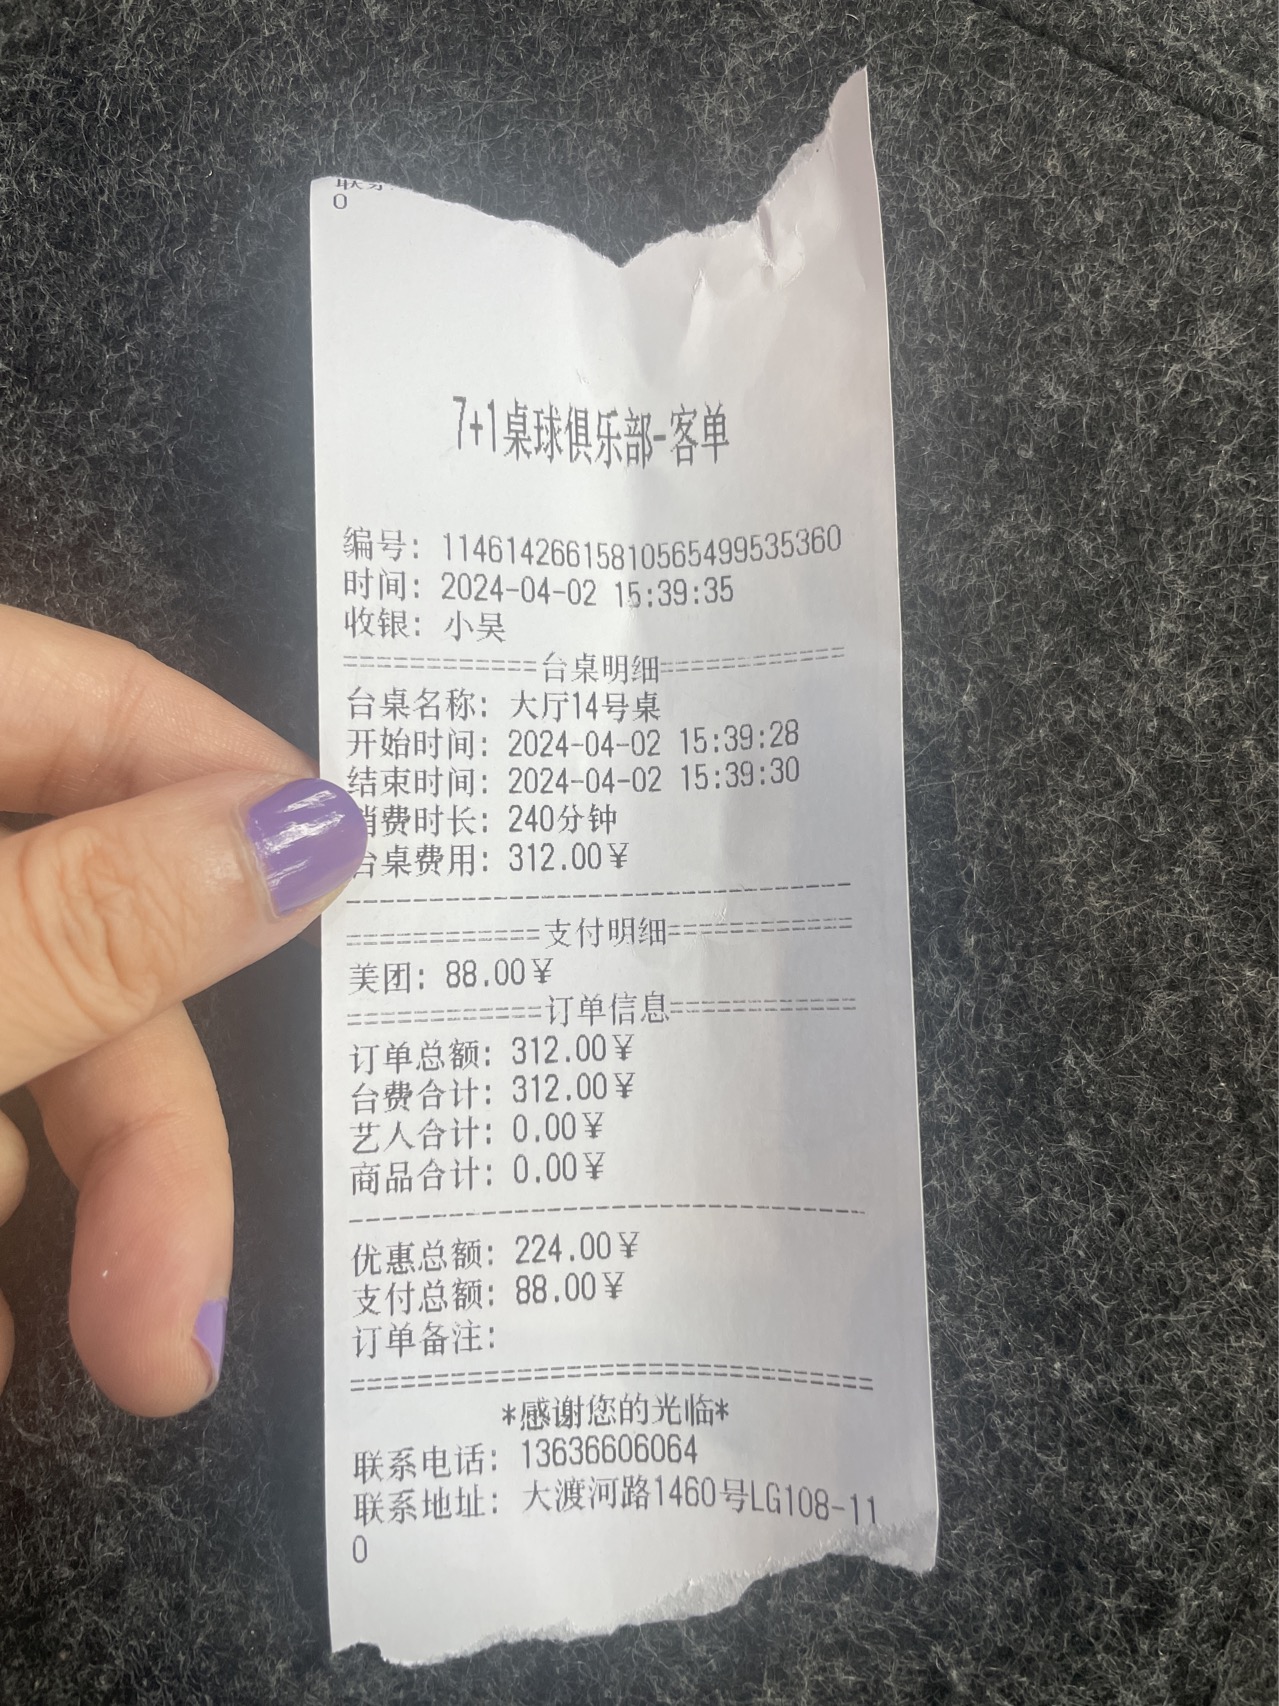 0
7+1桌球俱乐部-客单
编号: 1146142661581056549953​5360
时间: 2024-04-02 15:39:35
收银: 小昊
============台桌明细============
台桌名称: 大厅14号桌
开始时间: 2024-04-02 15:39:28
结束时间: 2024-04-02 15:39:30
消费时长: 240分钟
台桌费用: 312.00¥
--------------------------------
============支付明细============
美团: 88.00¥
============订单信息============
订单总额: 312.00¥
台费合计: 312.00¥
艺人合计: 0.00¥
商品合计: 0.00¥
--------------------------------
优惠总额: 224.00¥
支付总额: 88.00¥
订单备注:
================================
*感谢您的光临*
联系电话: 13636606064
联系地址: 大渡河路1460号LG108-11
0